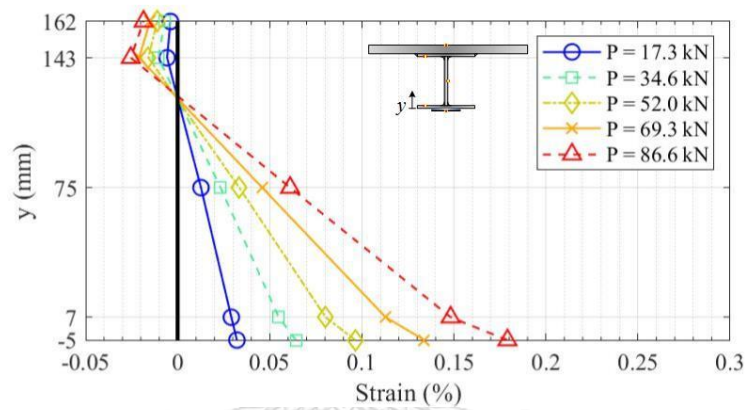 162
143
75
7
-5
y (mm)
-0.05 0 0.05 0.1 0.15 0.2 0.25 0.3
Strain (%)
y
P = 17.3 kN
P = 34.6 kN
P = 52.0 kN
P = 69.3 kN
P = 86.6 kN